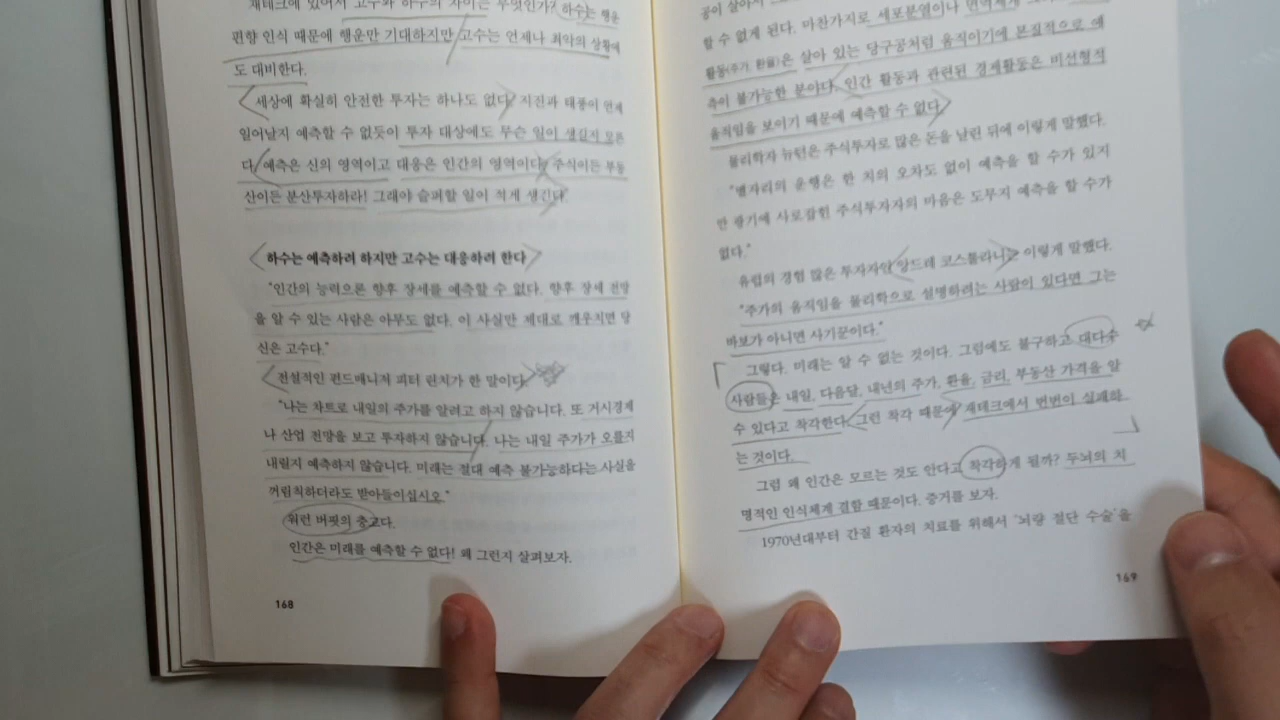 재테크에 있어서 고수와 하수의 차이는 무엇인가? 하수는 행운
편향 인식 때문에 행운만 기대하지만 고수는 언제나 최악의 상황에
도 대비한다.
세상에 확실히 안전한 투자는 하나도 없다. 지진과 태풍이 언제
일어날지 예측할 수 없듯이 투자 대상에도 무슨 일이 생길지 모른
다. 예측은 신의 영역이고 대응은 인간의 영역이다. 주식이든 부동
산이든 분산투자하라! 그래야 슬퍼할 일이 적게 생긴다.
하수는 예측하려 하지만 고수는 대응하려 한다
"인간의 능력으론 향후 장세를 예측할 수 없다. 향후 장세 전망
을 알 수 있는 사람은 아무도 없다. 이 사실만 제대로 깨우치면 당
신은 고수다."
전설적인 펀드매니저 피터 린치가 한 말이다.
"나는 차트로 내일의 주가를 알려고 하지 않습니다. 또 거시경제
나 산업 전망을 보고 투자하지 않습니다. 나는 내일 주가가 오를지
내릴지 예측하지 않습니다. 미래는 절대 예측 불가능하다는 사실을
꺼림칙하더라도 받아들이십시오."
워런 버핏의 충고다.
인간은 미래를 예측할 수 없다! 왜 그런지 살펴보자.
168
공이 살아서
할 수 없게 된다. 마찬가지로 세포분열이나 면역체계
활동(주가, 환율)은 살아 있는 당구공처럼 움직이기에 본질적으로 예
측이 불가능한 분야다. 인간 활동과 관련된 경제활동은 비선형적
움직임을 보이기 때문에 예측할 수 없다.
물리학자 뉴턴은 주식투자로 많은 돈을 날린 뒤에 이렇게 말했다.
"별자리의 운행은 한 치의 오차도 없이 예측을 할 수가 있지
만 광기에 사로잡힌 주식투자자의 마음은 도무지 예측을 할 수가
없다."
유럽의 경험 많은 투자자인 앙드레 코스톨라니는 이렇게 말했다.
"주가의 움직임을 물리학으로 설명하려는 사람이 있다면 그는
바보가 아니면 사기꾼이다."
그렇다. 미래는 알 수 없는 것이다. 그럼에도 불구하고 대다수
사람들은 내일, 다음달, 내년의 주가, 환율, 금리, 부동산 가격을 알
수 있다고 착각한다. 그런 착각 때문에 재테크에서 번번이 실패하
는 것이다.
그럼 왜 인간은 모르는 것도 안다고 착각하게 될까? 두뇌의 치
명적인 인식체계 결함 때문이다. 증거를 보자.
1970년대부터 간질 환자의 치료를 위해서 '뇌량 절단 수술'을
169